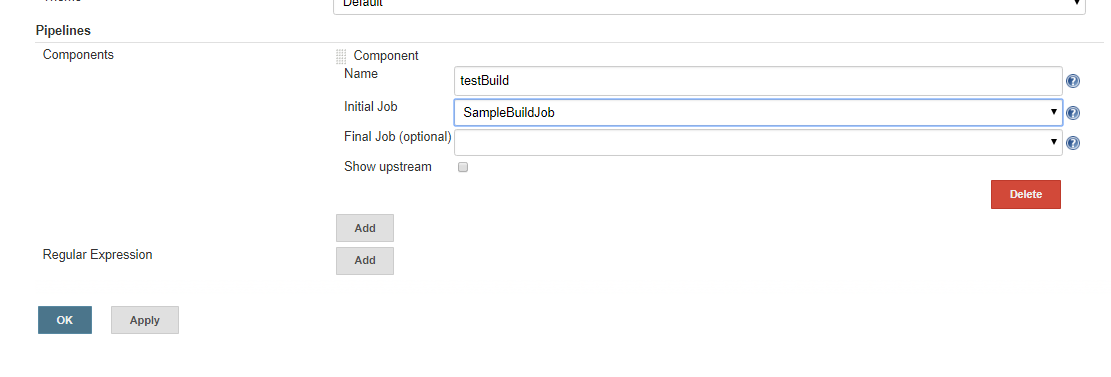 Default
Pipelines
Components
Component
Name
testBuild
Initial Job
SampleBuildJob
Final Job (optional)
Show upstream
Delete
Add
Regular Expression
Add
OK
Apply